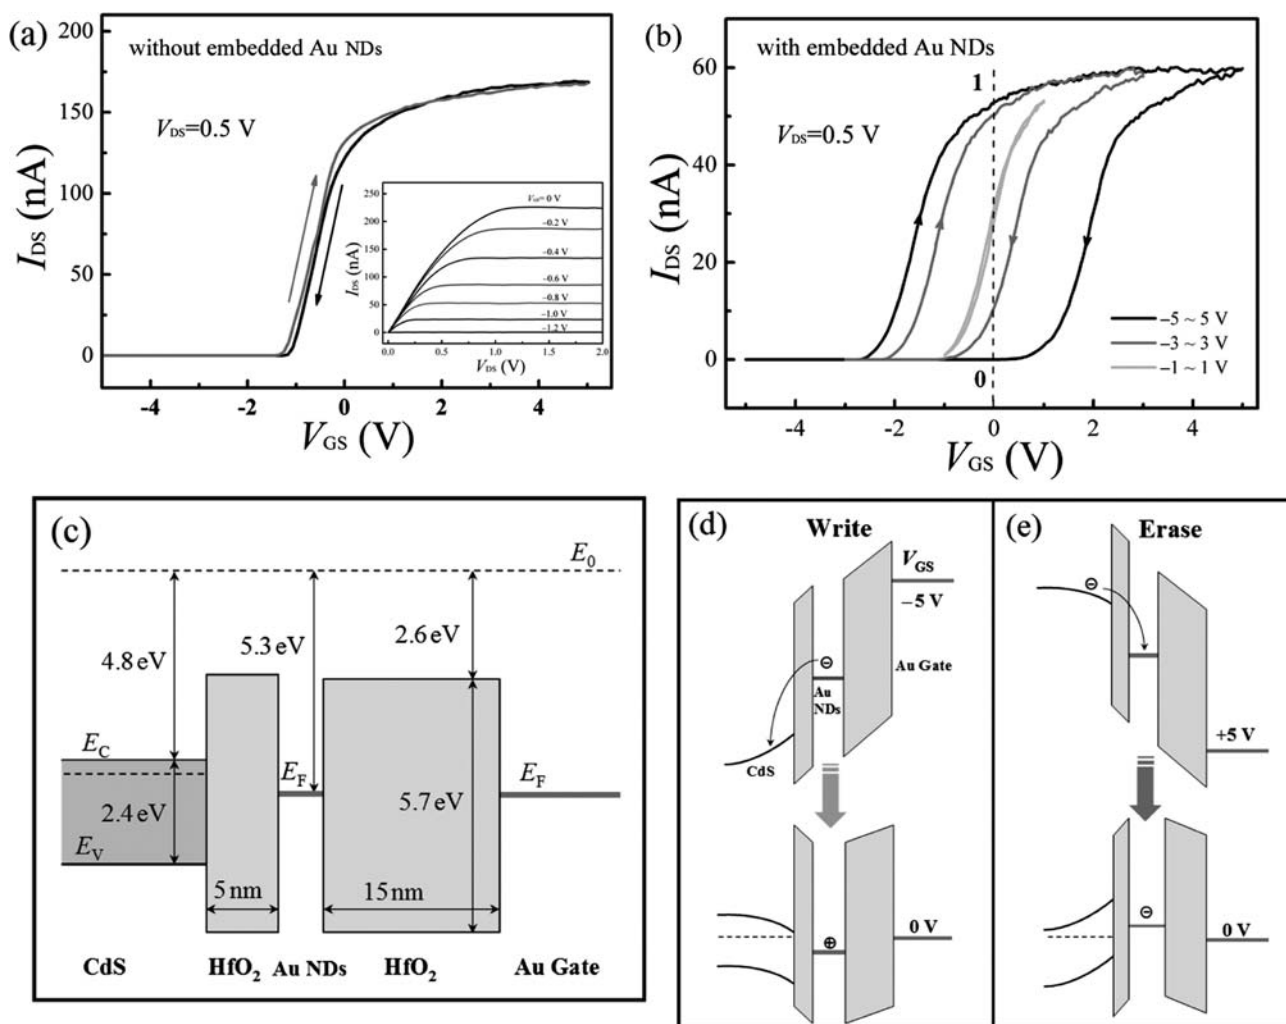 (a)
without embedded Au NDs
V_DS=0.5 V
200
150
100
50
0
I_DS (nA)
-4
-2
0
2
4
V_GS (V)
250
200
150
100
50
0
I_DS (nA)
V_GS= 0 V
−0.2 V
−0.4 V
−0.6 V
−0.8 V
−1.0 V
−1.2 V
0.0
0.5
1.0
1.5
2.0
V_DS (V)
(b)
with embedded Au NDs
1
V_DS=0.5 V
60
40
20
0
I_DS (nA)
0
−5 ~ 5 V
−3 ~ 3 V
−1 ~ 1 V
-4
-2
0
2
4
V_GS (V)
(c)
E₀
4.8 eV
5.3 eV
2.6 eV
E_C
E_F
E_F
2.4 eV
5.7 eV
E_V
5 nm
15 nm
CdS
HfO₂
Au NDs
HfO₂
Au Gate
(d)
Write
V_GS
−5 V
Au Gate
Au
NDs
CdS
0 V
(e)
Erase
+5 V
0 V